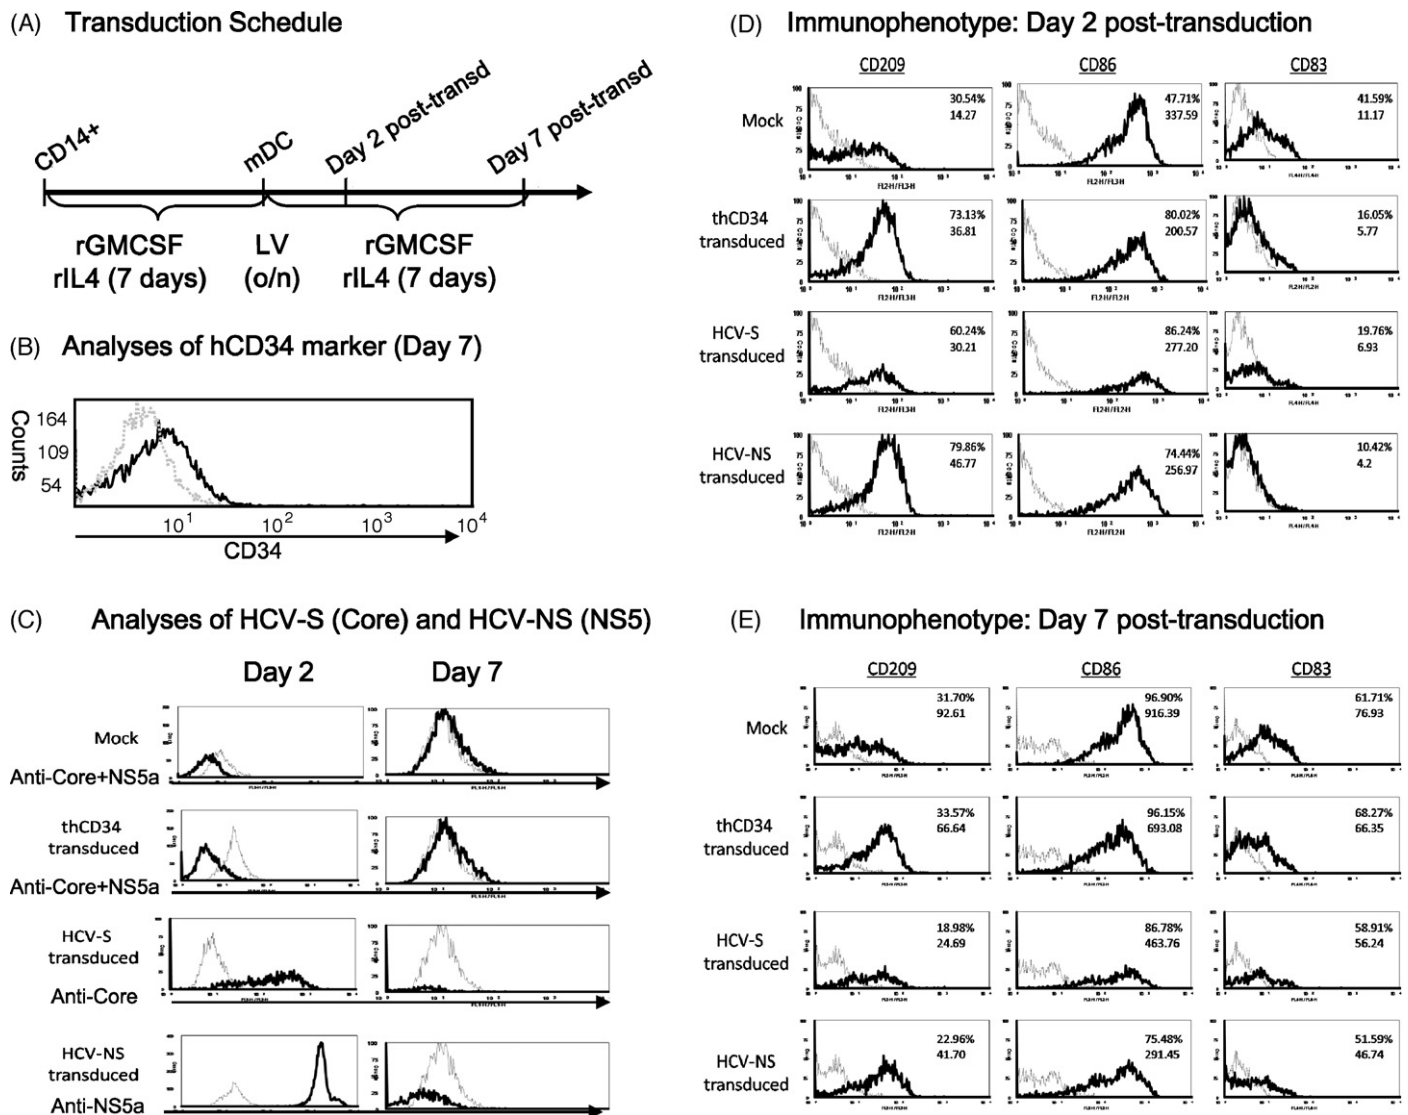 (A) Transduction Schedule
CD14+
mDC
Day 2 post-transd
Day 7 post-transd
rGMCSF
rIL4 (7 days)
LV
(o/n)
rGMCSF
rIL4 (7 days)
(B) Analyses of hCD34 marker (Day 7)
Counts
164
109
54
10¹ 10² 10³ 10⁴
CD34
(C) Analyses of HCV-S (Core) and HCV-NS (NS5)
Day 2 Day 7
Mock
Anti-Core+NS5a
thCD34
transduced
Anti-Core+NS5a
HCV-S
transduced
Anti-Core
HCV-NS
transduced
Anti-NS5a
(D) Immunophenotype: Day 2 post-transduction
CD209 CD86 CD83
Mock
30.54%
14.27
47.71%
337.59
41.59%
11.17
thCD34
transduced
73.13%
36.81
80.02%
200.57
16.05%
5.77
HCV-S
transduced
60.24%
30.21
86.24%
277.20
19.76%
6.93
HCV-NS
transduced
79.86%
46.77
74.44%
256.97
10.42%
4.2
(E) Immunophenotype: Day 7 post-transduction
CD209 CD86 CD83
Mock
31.70%
92.61
96.90%
916.39
61.71%
76.93
thCD34
transduced
33.57%
66.64
96.15%
693.08
68.27%
66.35
HCV-S
transduced
18.98%
24.69
86.78%
463.76
58.91%
56.24
HCV-NS
transduced
22.96%
41.70
75.48%
291.45
51.59%
46.74